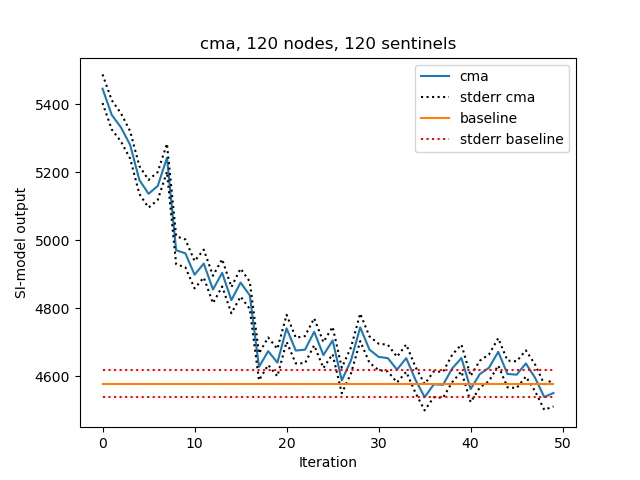 cma, 120 nodes, 120 sentinels
cma
stderr cma
baseline
stderr baseline
SI-model output
5400
5200
5000
4800
4600
0 10 20 30 40 50
Iteration